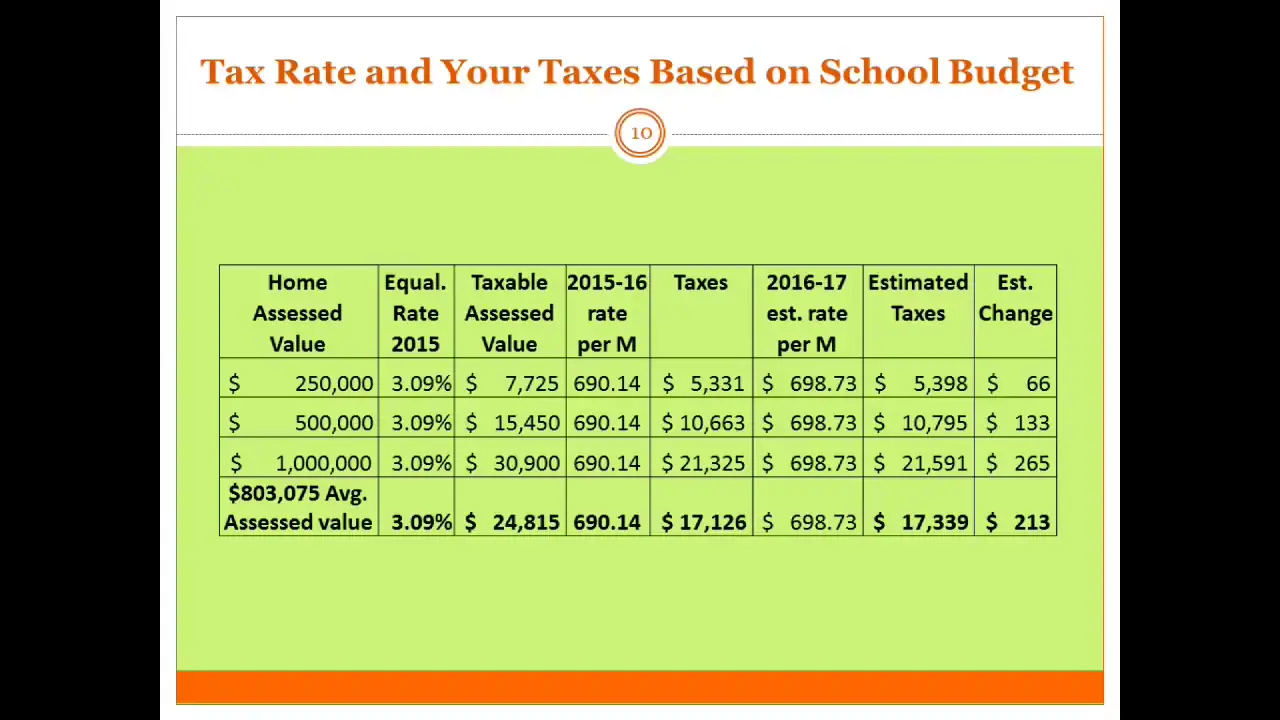 Tax Rate and Your Taxes Based on School Budget
10
Home Assessed Value Equal. Rate 2015 Taxable Assessed Value 2015-16 rate per M Taxes 2016-17 est. rate per M Estimated Taxes Est. Change
$ 250,000 3.09% $ 7,725 690.14 $ 5,331 $ 698.73 $ 5,398 $ 66
$ 500,000 3.09% $ 15,450 690.14 $ 10,663 $ 698.73 $ 10,795 $ 133
$ 1,000,000 3.09% $ 30,900 690.14 $ 21,325 $ 698.73 $ 21,591 $ 265
$803,075 Avg.
Assessed value 3.09% $ 24,815 690.14 $ 17,126 $ 698.73 $ 17,339 $ 213